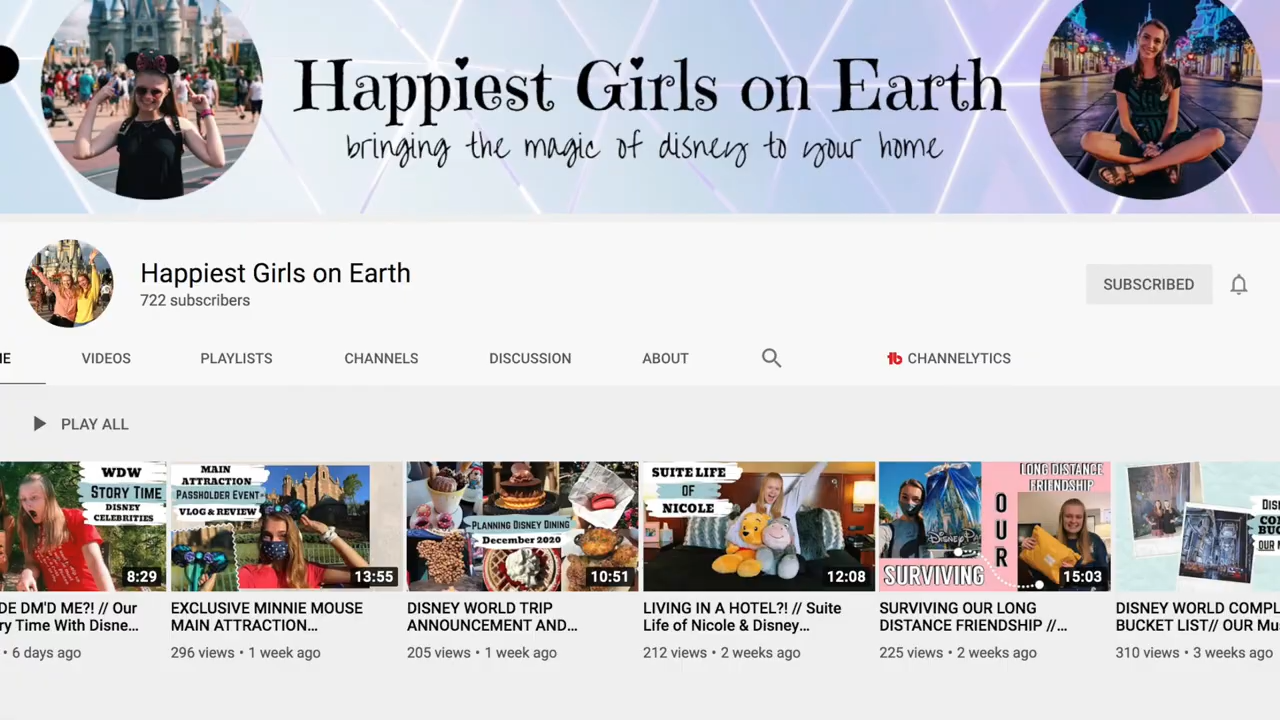 Happiest Girls on Earth
bringing the magic of disney to your home
Happiest Girls on Earth
722 subscribers
SUBSCRIBED
VIDEOS
PLAYLISTS
CHANNELS
DISCUSSION
ABOUT
CHANNELYTICS
PLAY ALL
WDW
STORY TIME
DISNEY
CELEBRITIES
8:29
MAIN
ATTRACTION
PASSHOLDER EVENT
VLOG & REVIEW
13:55
PLANNING DISNEY DINING
December 2020
10:51
SUITE LIFE
OF
NICOLE
12:08
LONG DISTANCE
FRIENDSHIP
OUR
SURVIVING
15:03
DM'D ME?! // Our
Time With Disne...
• 6 days ago
EXCLUSIVE MINNIE MOUSE
MAIN ATTRACTION...
296 views • 1 week ago
DISNEY WORLD TRIP
ANNOUNCEMENT AND...
205 views • 1 week ago
LIVING IN A HOTEL?! // Suite
Life of Nicole & Disney...
212 views • 2 weeks ago
SURVIVING OUR LONG
DISTANCE FRIENDSHIP //...
225 views • 2 weeks ago
DISNEY WORLD COMPL
BUCKET LIST// OUR Mu
310 views • 3 weeks ago